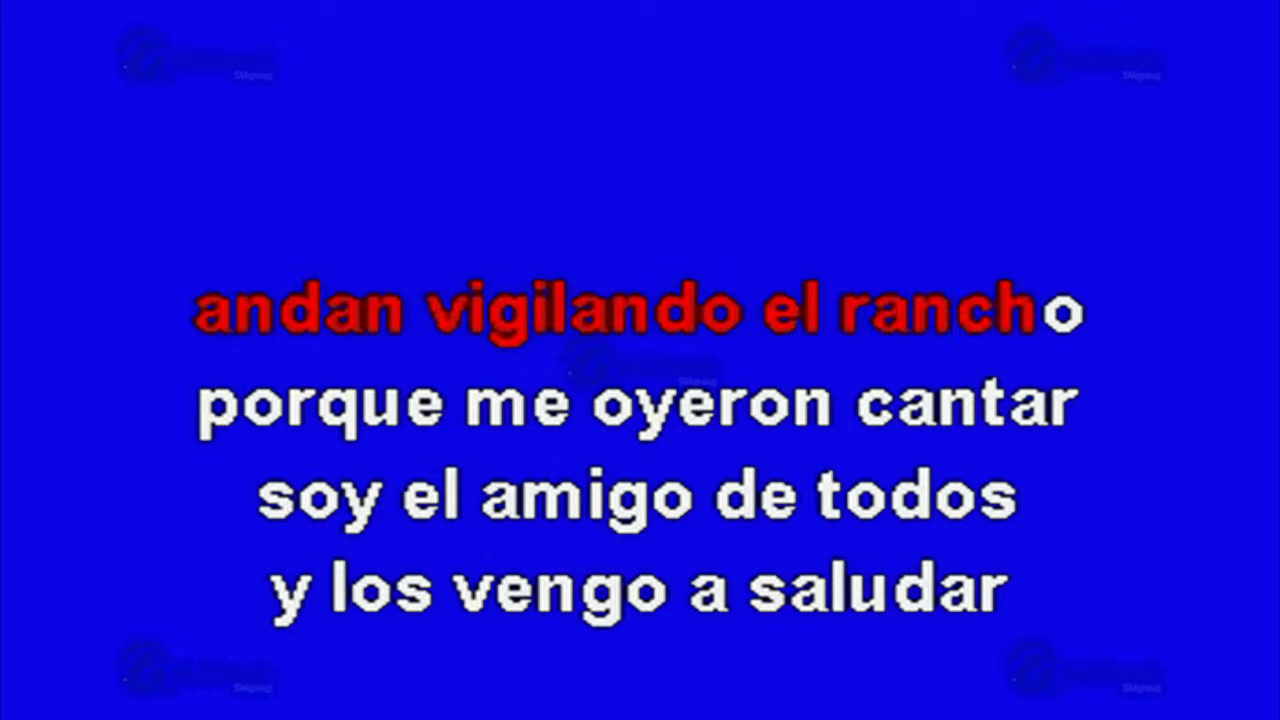 andan vigilando el rancho
porque me oyeron cantar
soy el amigo de todos
y los vengo a saludar